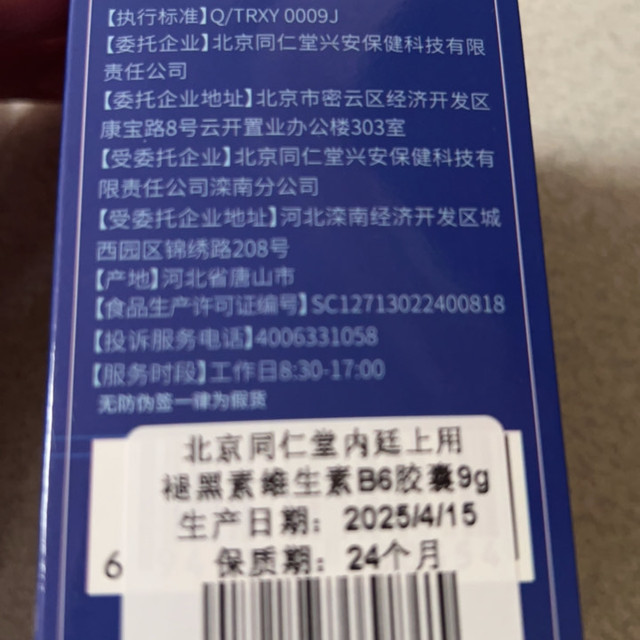 【执行标准】Q/TRXY 0009J
【委托企业】北京同仁堂兴安保健科技有限
责任公司
【委托企业地址】北京市密云区经济开发区
康宝路8号云开置业办公楼303室
【受委托企业】北京同仁堂兴安保健科技有
限责任公司滦南分公司
【受委托企业地址】河北滦南经济开发区城
西园区锦绣路208号
【产地】河北省唐山市
【食品生产许可证编号】SC12713022400818
【投诉服务电话】4006331058
【服务时段】工作日8:30-17:00
无防伪签一律为假货
北京同仁堂内廷上用
褪黑素维生素B6胶囊9g
生产日期：2025/4/15
保质期：24个月
6